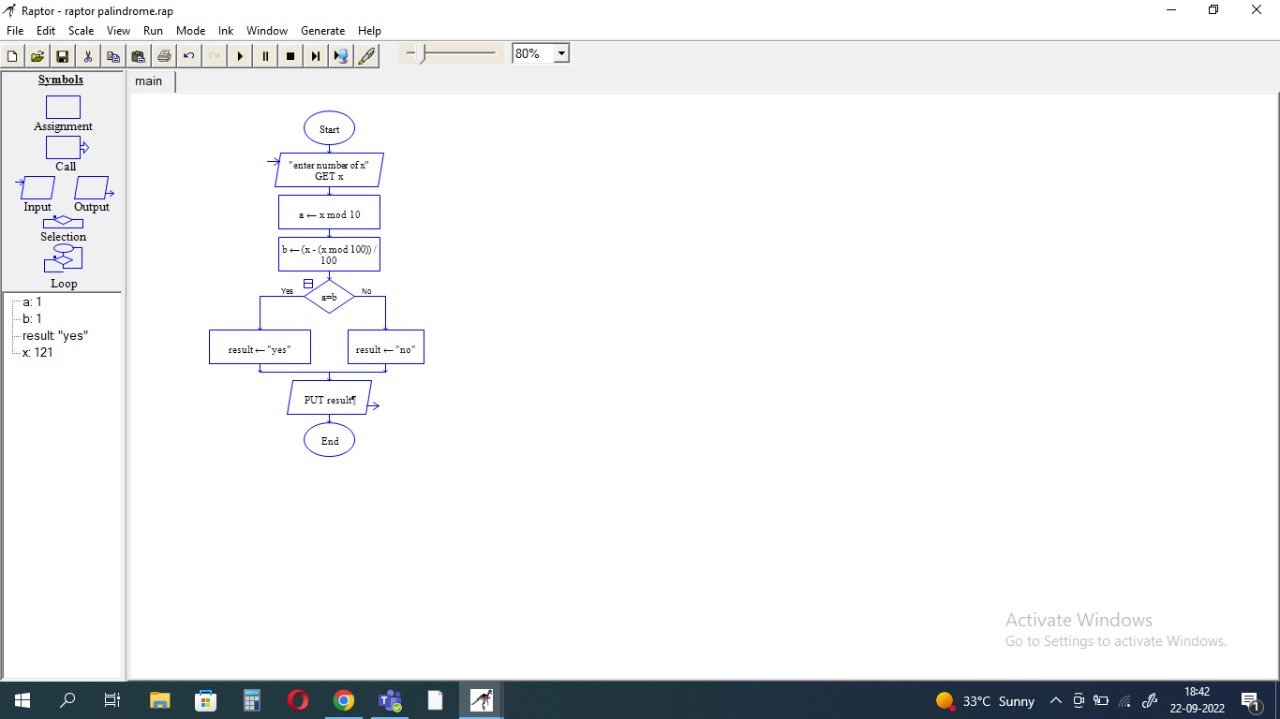 Raptor - raptor palindrome.rap
File Edit Scale View Run Mode Ink Window Generate Help
80%
Symbols
Assignment
Call
Input Output
Selection
Loop
a: 1
b: 1
result: "yes"
x: 121
main
Start
"enter number of x"
GET x
a ← x mod 10
b ← (x - (x mod 100)) /
100
Yes a=b No
result ← "yes" result ← "no"
PUT result¶
End
Activate Windows
Go to Settings to activate Windows.
33°C Sunny
18:42
22-09-2022
1